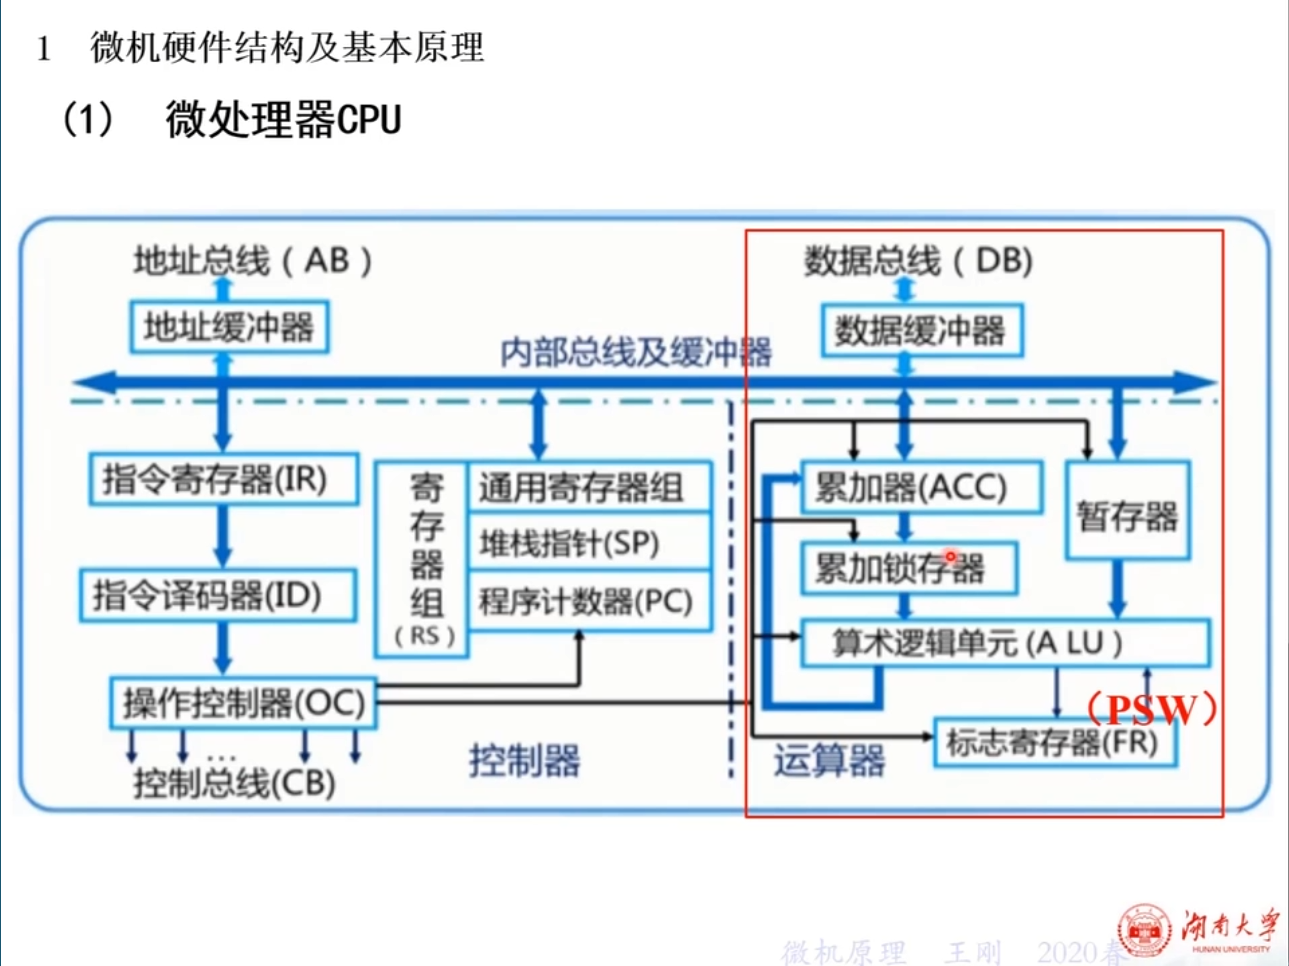 1 微机硬件结构及基本原理
(1) 微处理器CPU
地址总线（AB）
数据总线（DB)
地址缓冲器
数据缓冲器
内部总线及缓冲器
指令寄存器(IR)
指令译码器(ID)
操作控制器(OC)
…
控制总线(CB)
寄存器组
（RS）
通用寄存器组
堆栈指针(SP)
程序计数器(PC)
控制器
累加器(ACC)
暂存器
累加锁存器
算术逻辑单元 (A LU )
（PSW）
标志寄存器(FR)
运算器
湖南大学
HUNAN UNIVERSITY
微机原理 王刚 2020春